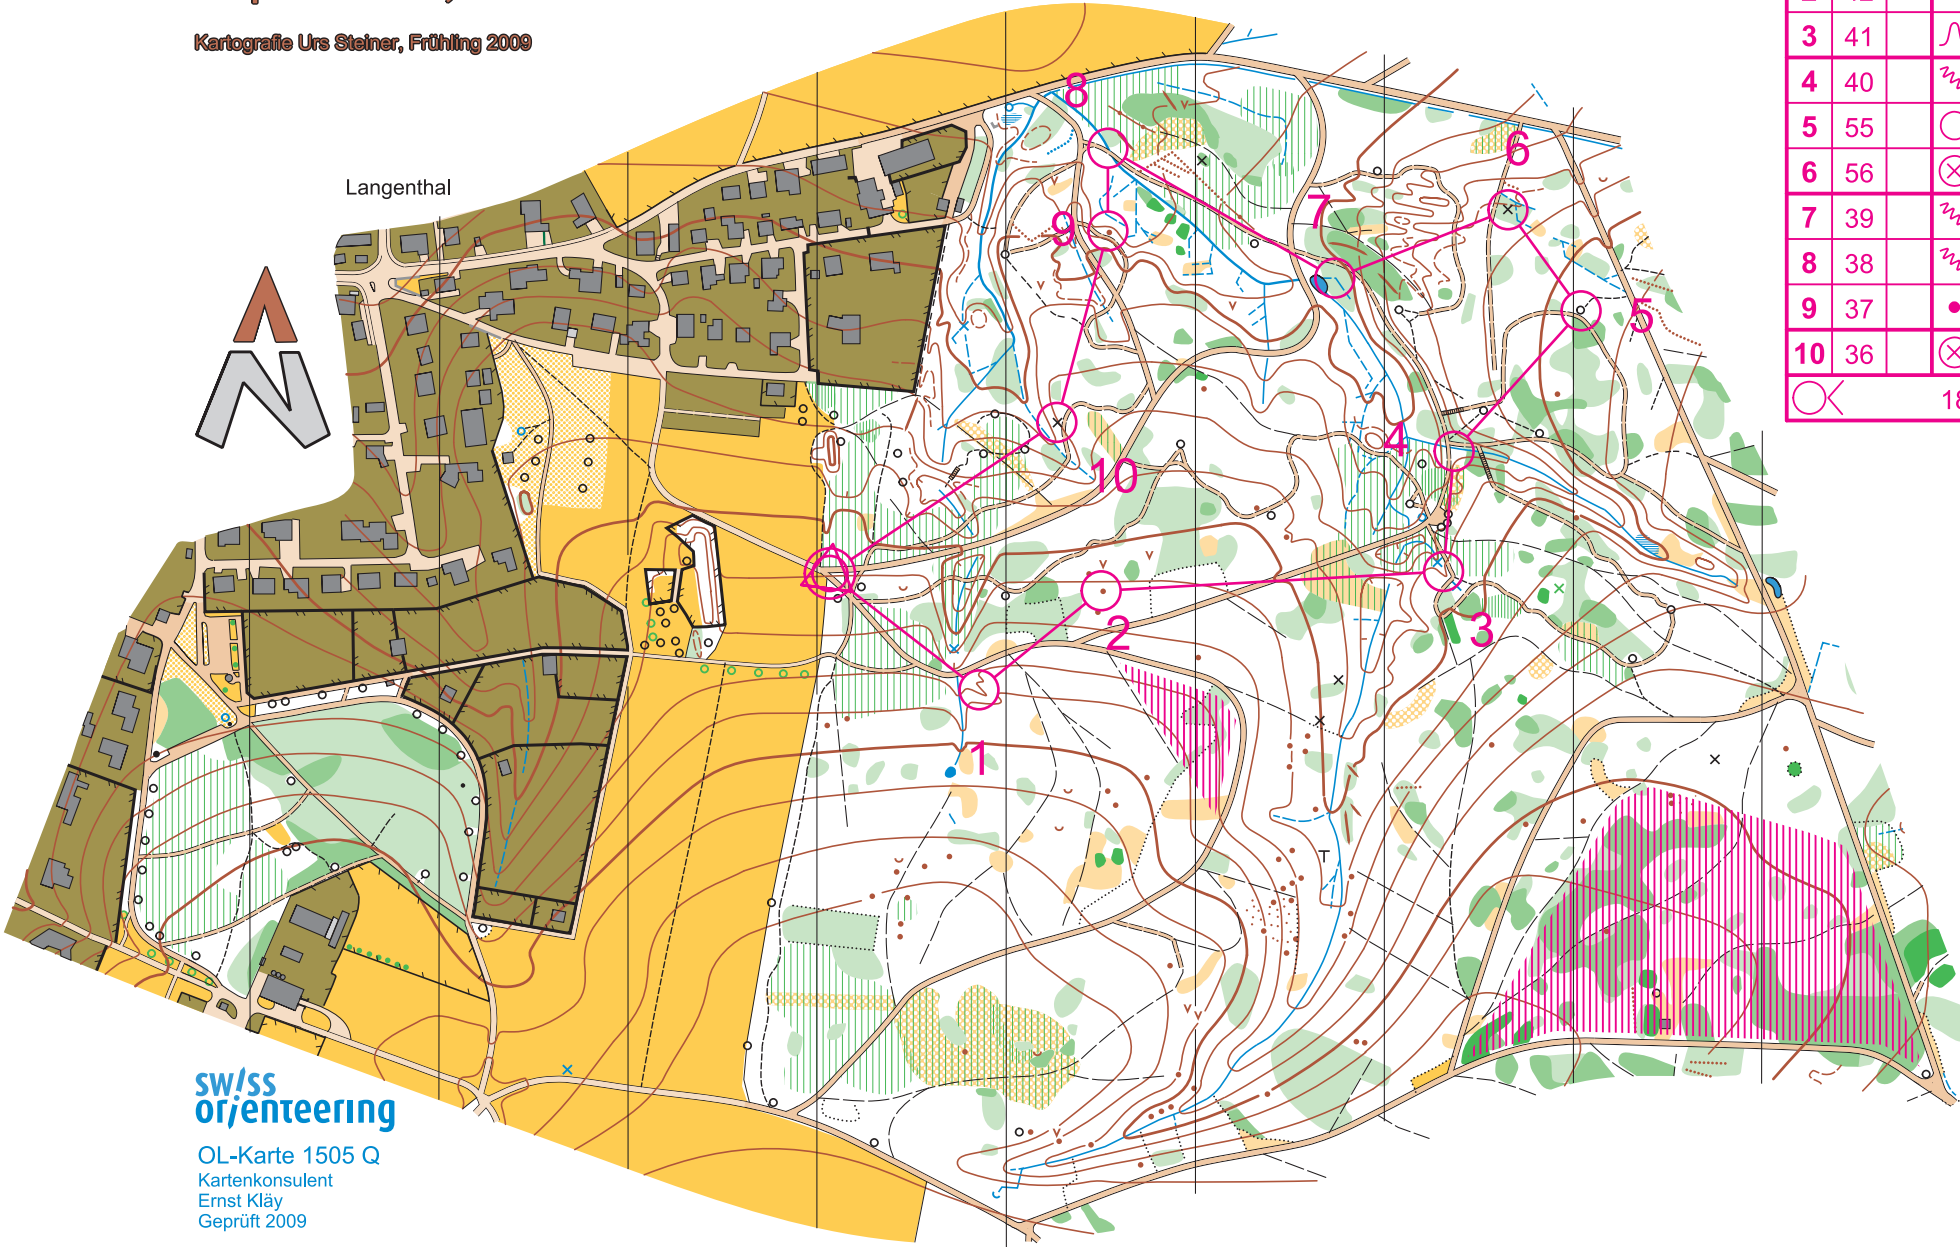 Kartografie Urs Steiner, Frühling 2009
3 41
4 40
5 55
6 56
7 39
8 38
9 37
10 36
18
Langenthal
8
6
7
9
5
4
10
3
2
1
T
swiss
orienteering
OL-Karte 1505 Q
Kartenkonsulent
Ernst Kläy
Geprüft 2009